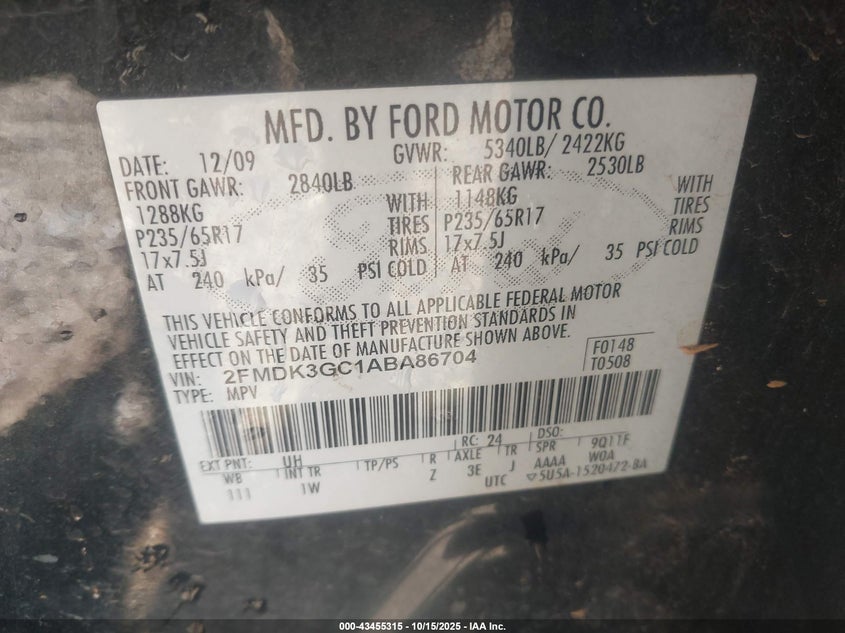 MFD. BY FORD MOTOR CO.
DATE: 12/09 GVWR: 5340LB/ 2422KG
FRONT GAWR: 2840LB REAR GAWR: 2530LB
1288KG WITH 1148KG WITH
P235/65R17 TIRES P235/65R17 TIRES
17x7.5J RIMS 17x7.5J RIMS
AT 240 kPa/ 35 PSI COLD AT 240 kPa/ 35 PSI COLD
THIS VEHICLE CONFORMS TO ALL APPLICABLE FEDERAL MOTOR
VEHICLE SAFETY AND THEFT PREVENTION STANDARDS IN
EFFECT ON THE DATE OF MANUFACTURE SHOWN ABOVE.
VIN: 2FMDK3GC1ABA86704 F0148
TYPE: MPV T0508
EXT PNT: UH RC: 24 DSO:
WB INT TR TP/PS R AXLE TR SPR 9Q11F
111 1W Z 3E J AAAA W0A
UTC ▽5U5A-1520472-BA
000-43455315 - 10/15/2025 - IAA Inc.